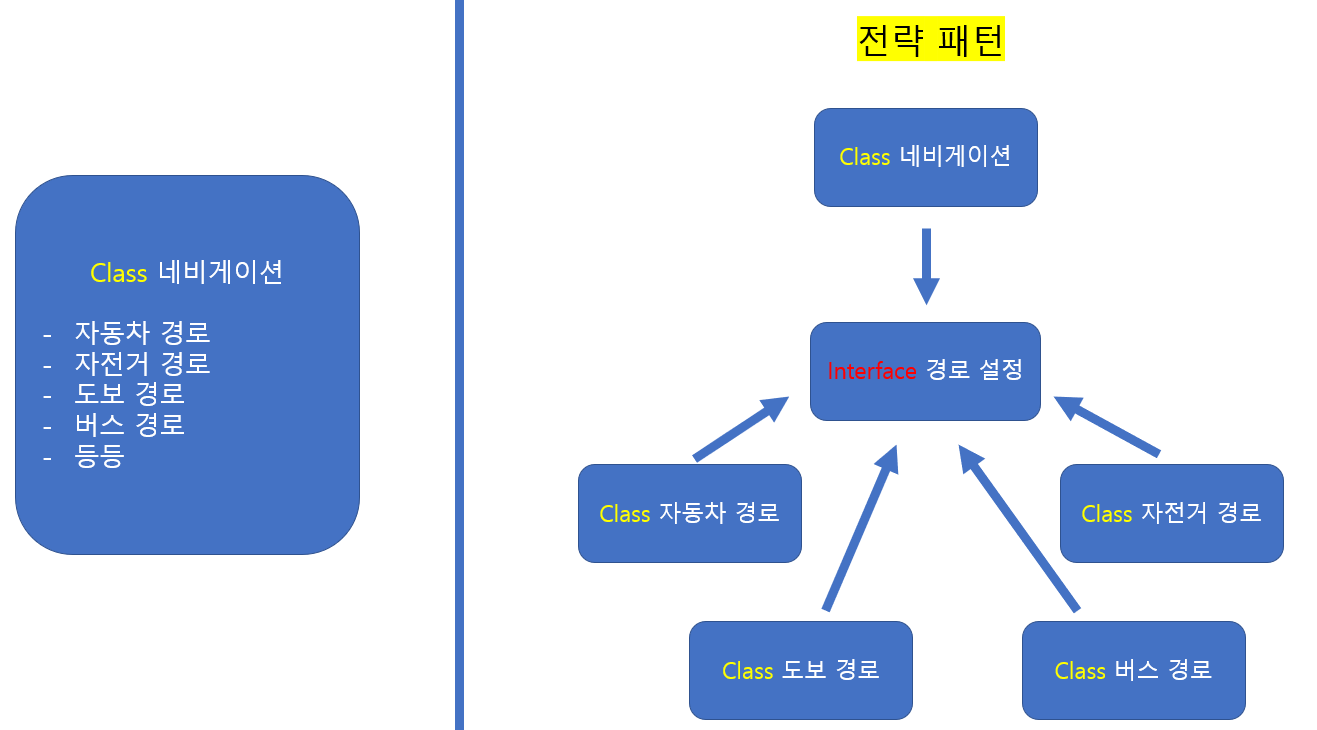 Class 네비게이션
- 자동차 경로
- 자전거 경로
- 도보 경로
- 버스 경로
- 등등
전략 패턴
Class 네비게이션
Interface 경로 설정
Class 자동차 경로
Class 자전거 경로
Class 도보 경로
Class 버스 경로